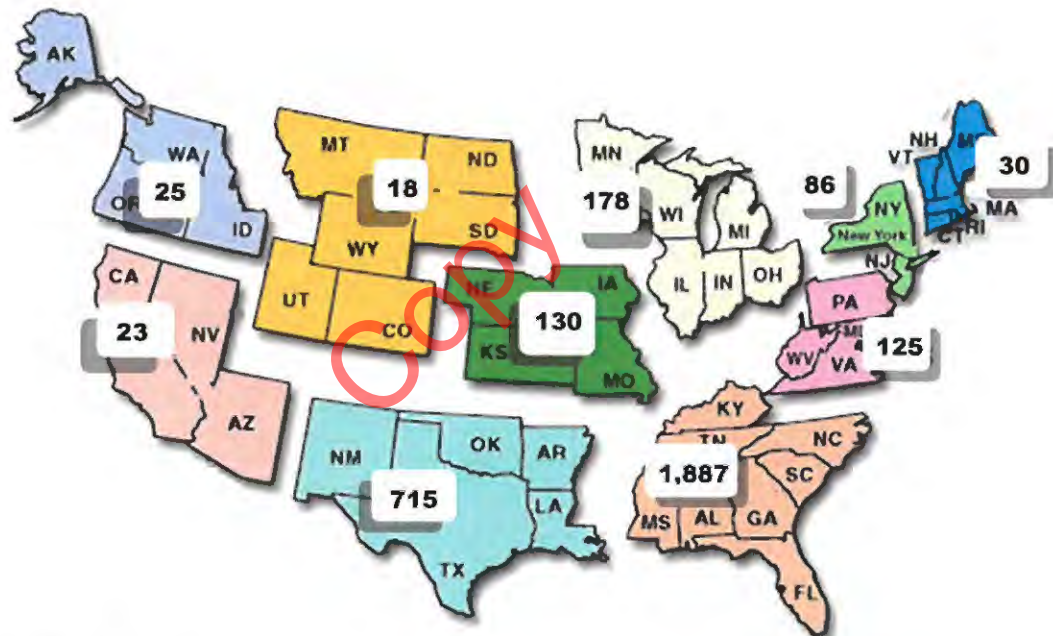 AK
WA
OR
ID
25
MT
ND
18
WY
SD
UT
CO
MN
WI
MI
178
IL
IN
OH
NH
VT
30
MA
RI
CT
86
NY
New York
NJ
CA
NV
23
AZ
IA
130
KS
MO
PA
WV
VA
125
NM
OK
AR
715
LA
TX
KY
TN
NC
1,887
SC
MS
AL
GA
FL
Copy